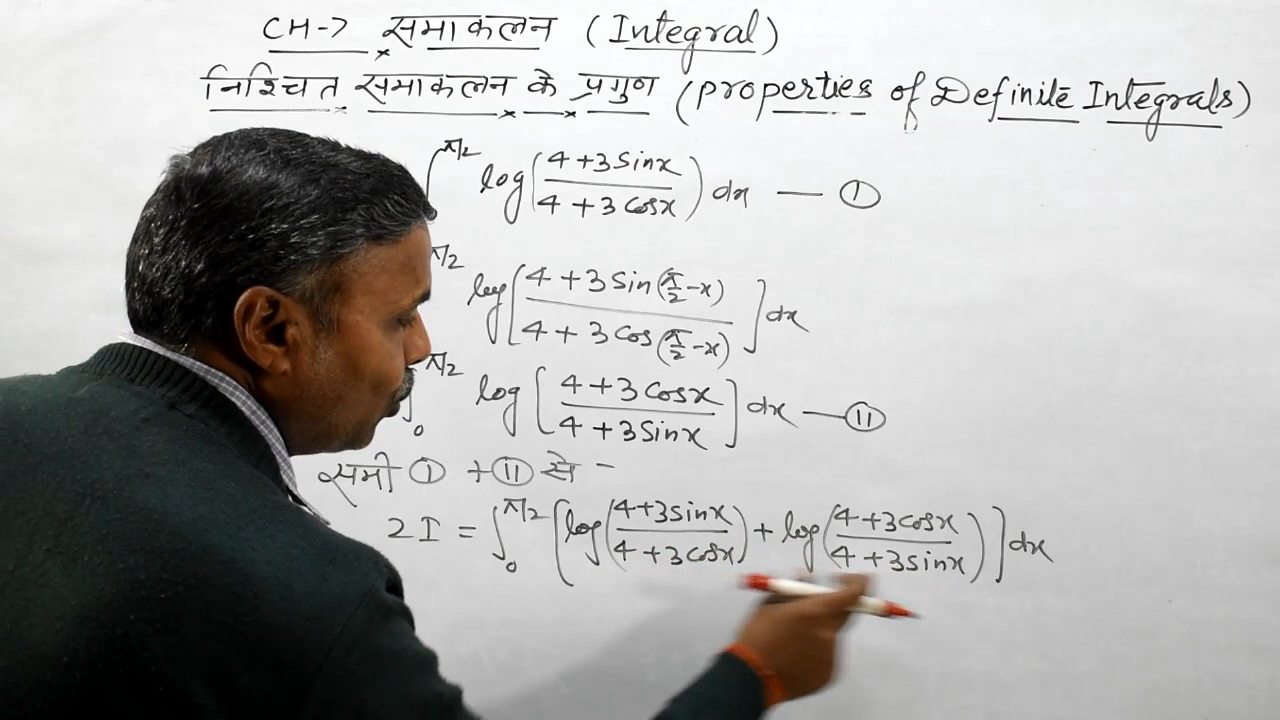 CH-7 समाकलन (Integral)
निश्चित समाकलन के प्रगुण (properties of Definite Integrals)
∫ π/2 log(4+3sinx / 4+3cosx) dx — ①
π/2 log[4+3sin(π/2-x) / 4+3cos(π/2-x)] dx
∫₀ π/2 log[4+3cosx / 4+3sinx] dx — ⑪
समी ① + ⑪ से -
2I = ∫₀ π/2 [log(4+3sinx / 4+3cosx) + log(4+3cosx / 4+3sinx)] dx